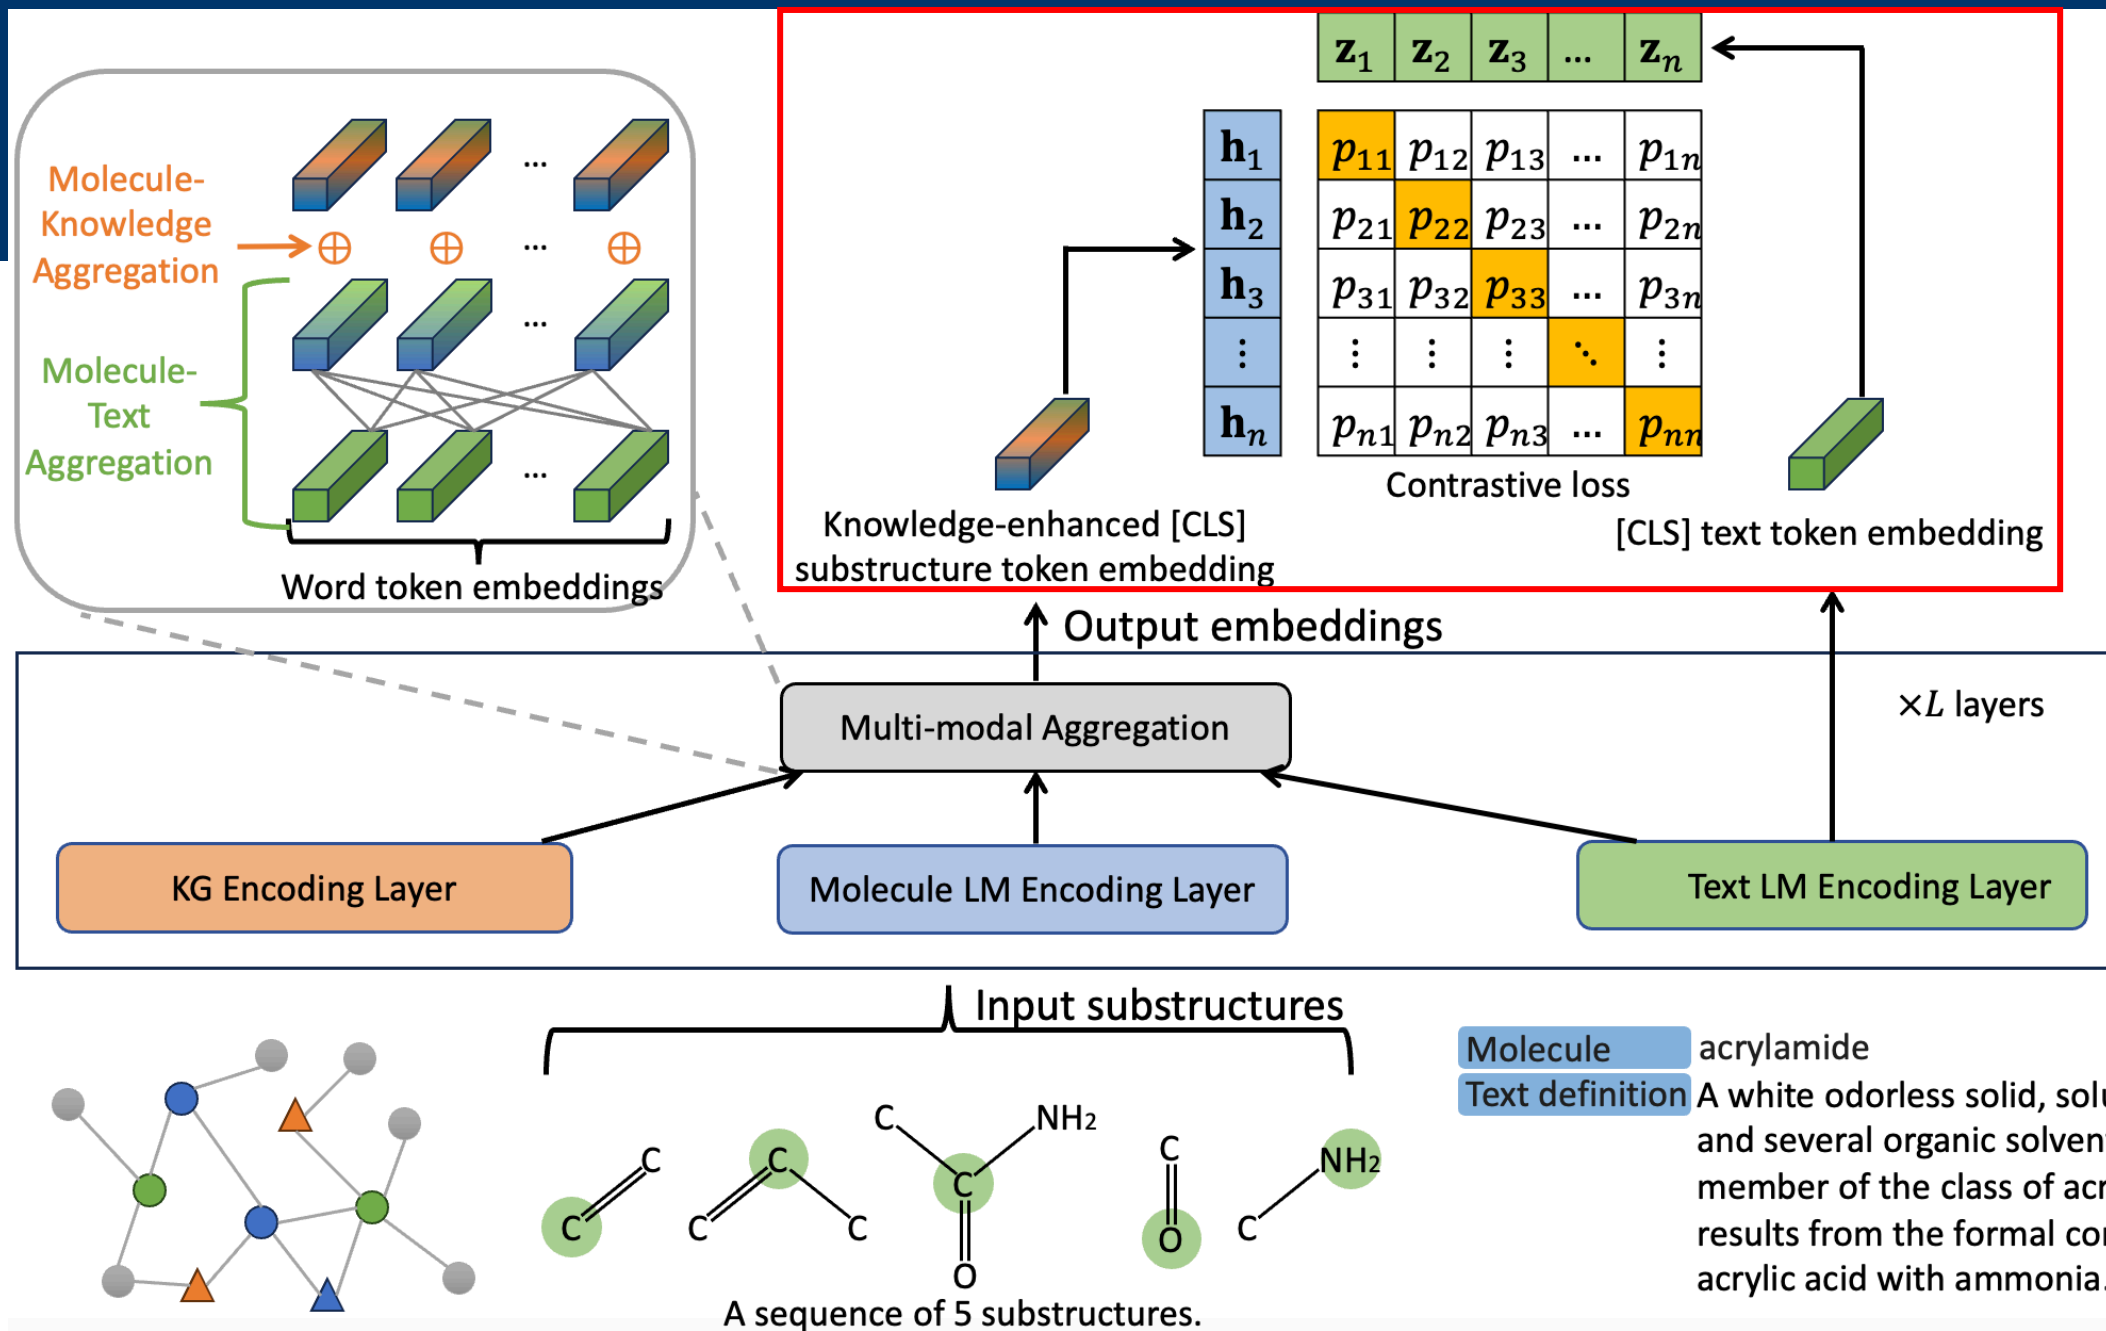 Molecule-
Knowledge
Aggregation
...
...
...
Molecule-
Text
Aggregation
...
Word token embeddings
z₁ z₂ z₃ ... zₙ
h₁ p₁₁ p₁₂ p₁₃ ... p₁ₙ
h₂ p₂₁ p₂₂ p₂₃ ... p₂ₙ
h₃ p₃₁ p₃₂ p₃₃ ... p₃ₙ
⋮ ⋮ ⋮ ⋮ ⋱ ⋮
hₙ pₙ₁ pₙ₂ pₙ₃ ... pₙₙ
Contrastive loss
Knowledge-enhanced [CLS]
substructure token embedding
[CLS] text token embedding
Output embeddings
Multi-modal Aggregation
×L layers
KG Encoding Layer
Molecule LM Encoding Layer
Text LM Encoding Layer
Input substructures
C C
C C C
C NH₂ C O
C O
NH₂ C
A sequence of 5 substructures.
Molecule acrylamide
Text definition A white odorless solid,
and several organic
member of the class of
results from the formal
acrylic acid with ammonia.